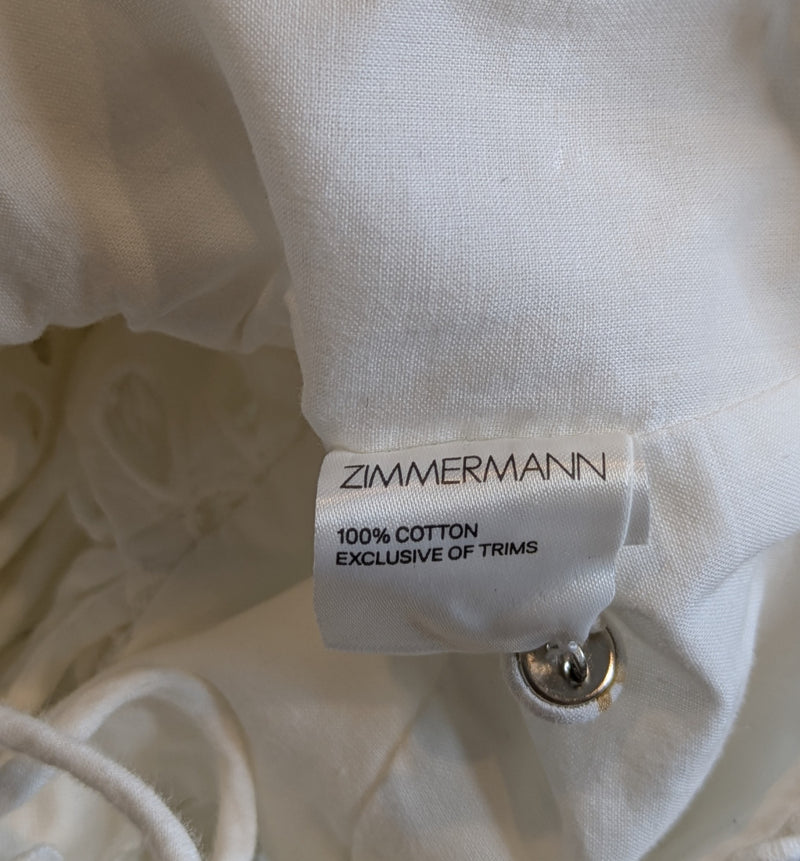 ZIMMERMANN
100% COTTON
EXCLUSIVE OF TRIMS